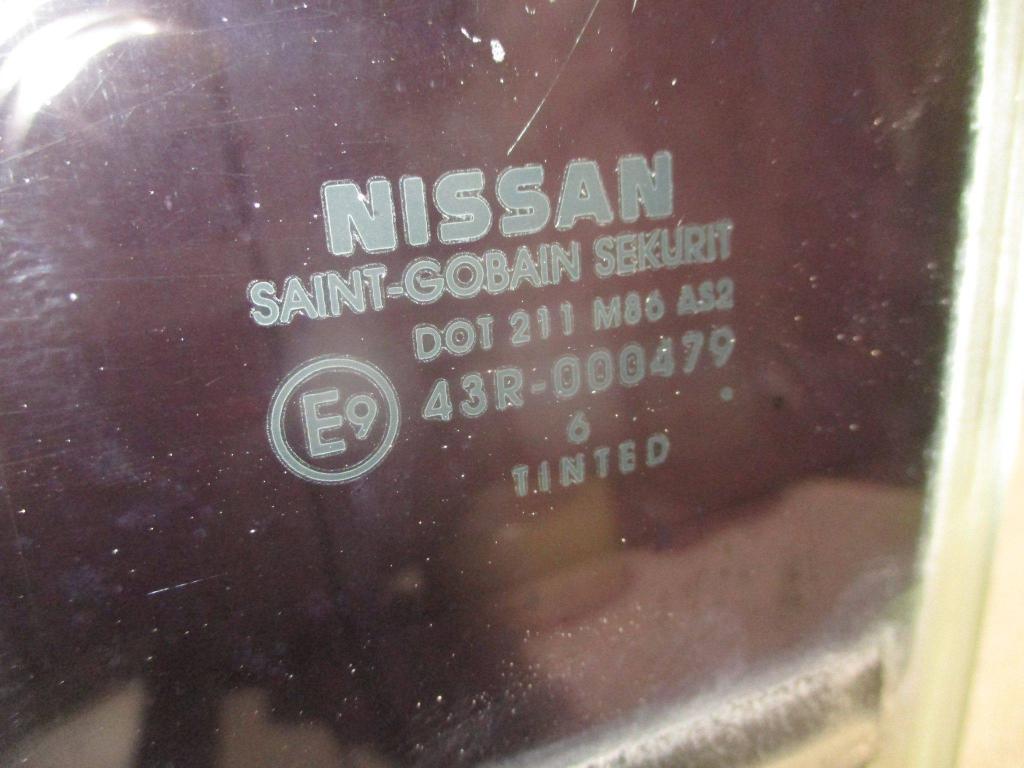 NISSAN
SAINT-GOBAIN SEKURIT
DOT 211 M86 AS2
E9 43R-000479
6 .
TINTED